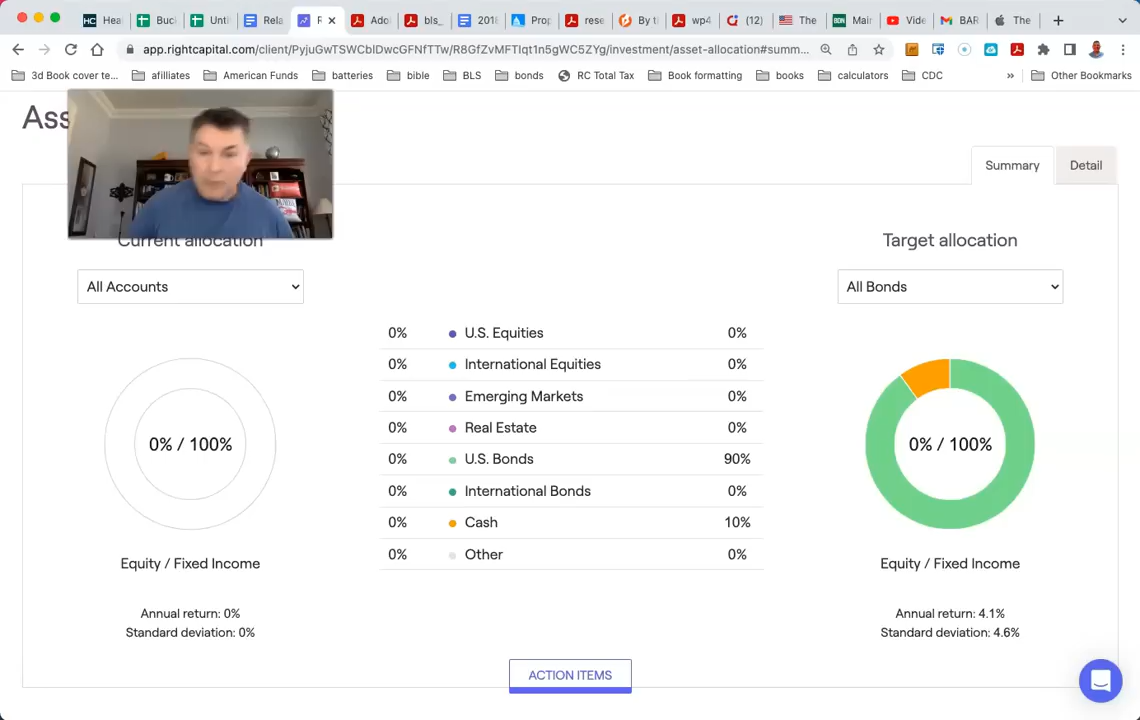 Hea
Buc
Unti
Rela
R
Ado
bls_
2018
Prop
rese
By t
wp4
(12)
The
Mair
Vide
BAR
The
app.rightcapital.com/client/PyjuGwTSWCblDwcGFNfTTw/R8GfZvMFTIqt1n5gWC5ZYg/investment/asset-allocation#summ...
3d Book cover te...
afiliates
American Funds
batteries
bible
BLS
bonds
RC Total Tax
Book formatting
books
calculators
CDC
»
Other Bookmarks
Ass
Summary
Detail
Current allocation
Target allocation
All Accounts
All Bonds
0% U.S. Equities 0%
0% International Equities 0%
0% Emerging Markets 0%
0% Real Estate 0%
0% U.S. Bonds 90%
0% International Bonds 0%
0% Cash 10%
0% Other 0%
0% / 100%
0% / 100%
Equity / Fixed Income
Equity / Fixed Income
Annual return: 0%
Standard deviation: 0%
Annual return: 4.1%
Standard deviation: 4.6%
ACTION ITEMS